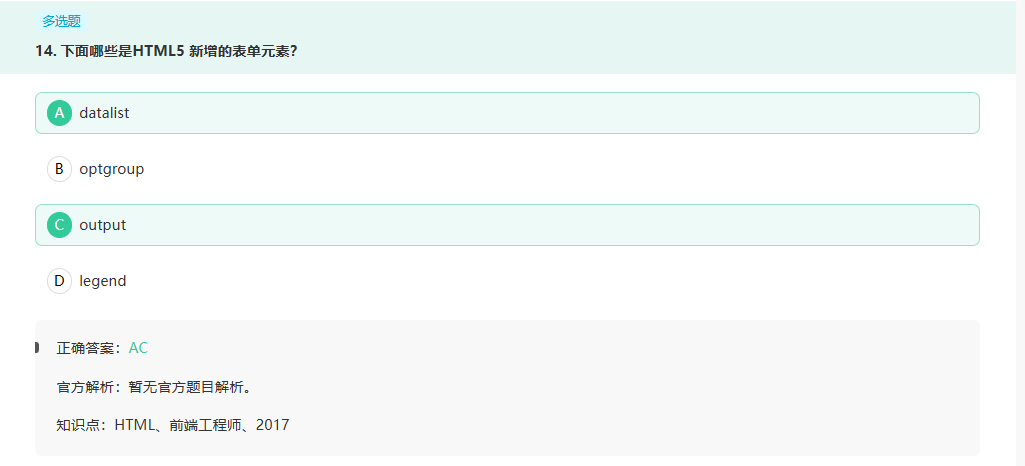 多选题
14. 下面哪些是HTML5 新增的表单元素？
A datalist
B optgroup
C output
D legend
正确答案：AC
官方解析：暂无官方题目解析。
知识点：HTML、前端工程师、2017